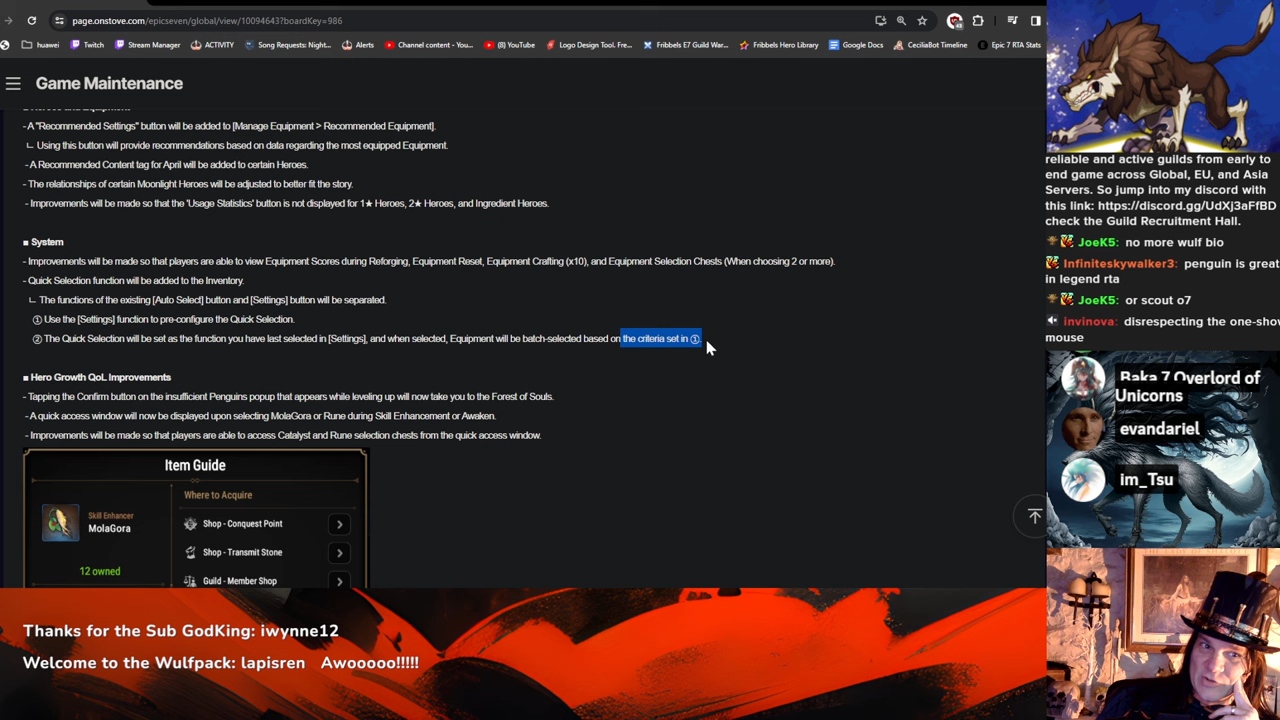 page.onstove.com/epicseven/global/view/10094643?boardKey=986
huawei
Twitch
Stream Manager
ACTIVITY
Song Requests: Night...
Alerts
Channel content - You...
(8) YouTube
Logo Design Tool. Fre...
Fribbels E7 Guild War...
Fribbels Hero Library
Google Docs
CeciliaBot Timeline
Epic 7 RTA Stats
Game Maintenance
- A "Recommended Settings" button will be added to [Manage Equipment > Recommended Equipment].
ㄴ Using this button will provide recommendations based on data regarding the most equipped Equipment.
- A Recommended Content tag for April will be added to certain Heroes.
- The relationships of certain Moonlight Heroes will be adjusted to better fit the story.
- Improvements will be made so that the 'Usage Statistics' button is not displayed for 1★ Heroes, 2★ Heroes, and Ingredient Heroes.
■ System
- Improvements will be made so that players are able to view Equipment Scores during Reforging, Equipment Reset, Equipment Crafting (x10), and Equipment Selection Chests (When choosing 2 or more).
- Quick Selection function will be added to the Inventory.
ㄴ The functions of the existing [Auto Select] button and [Settings] button will be separated.
① Use the [Settings] function to pre-configure the Quick Selection.
② The Quick Selection will be set as the function you have last selected in [Settings], and when selected, Equipment will be batch-selected based on the criteria set in ①.
■ Hero Growth QoL Improvements
- Tapping the Confirm button on the insufficient Penguins popup that appears while leveling up will now take you to the Forest of Souls.
- A quick access window will now be displayed upon selecting MolaGora or Rune during Skill Enhancement or Awaken.
- Improvements will be made so that players are able to access Catalyst and Rune selection chests from the quick access window.
Item Guide
Skill Enhancer
MolaGora
12 owned
Where to Acquire
Shop - Conquest Point
Shop - Transmit Stone
Guild - Member Shop
Thanks for the Sub GodKing: iwynne12
Welcome to the Wulfpack: lapisren Awooooo!!!!!
reliable and active guilds from early to
end game across Global, EU, and Asia
Servers. So jump into my discord with
this link: https://discord.gg/UdXj3aFfBD
check the Guild Recruitment Hall.
JoeK5: no more wulf bio
Infiniteskywalker3: penguin is great
in legend rta
JoeK5: or scout o7
invinova: disrespecting the one-show
mouse
Baka 7 Overlord of
Unicorns
evandariel
im_Tsu